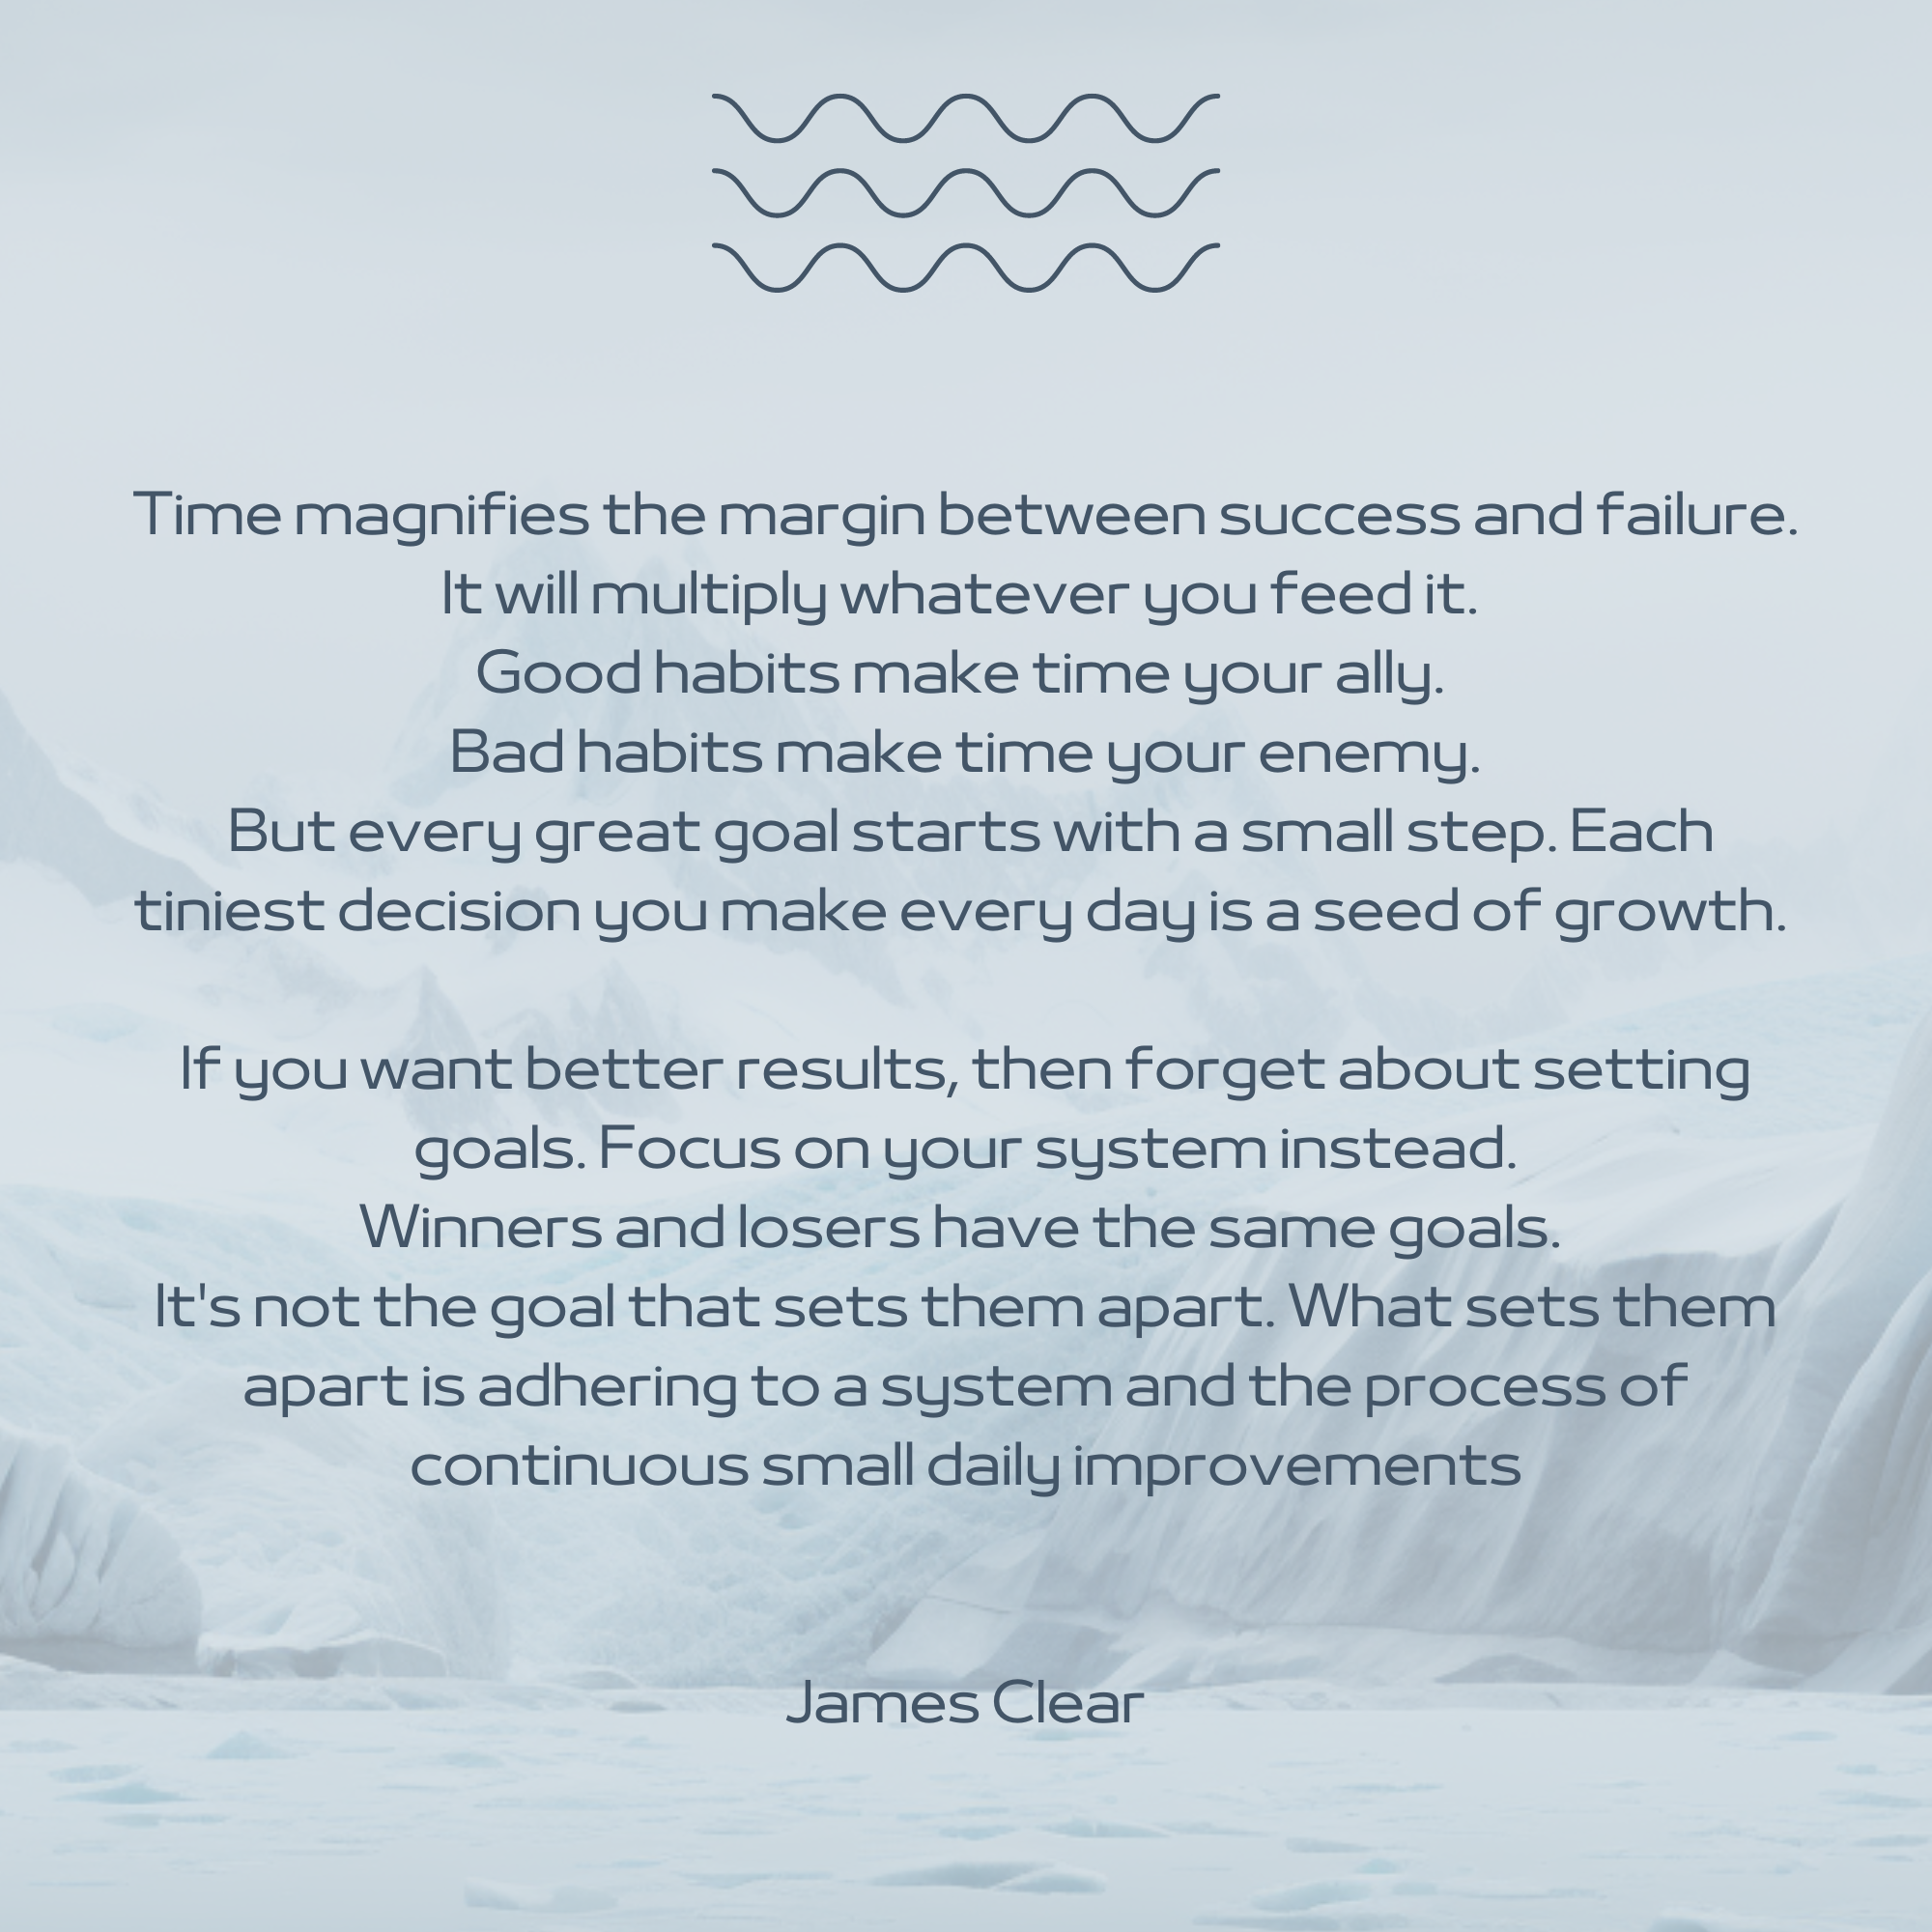 Time magnifies the margin between success and failure.
It will multiply whatever you feed it.
Good habits make time your ally.
Bad habits make time your enemy.
But every great goal starts with a small step. Each
tiniest decision you make every day is a seed of growth.
If you want better results, then forget about setting
goals. Focus on your system instead.
Winners and losers have the same goals.
It's not the goal that sets them apart. What sets them
apart is adhering to a system and the process of
continuous small daily improvements
James Clear